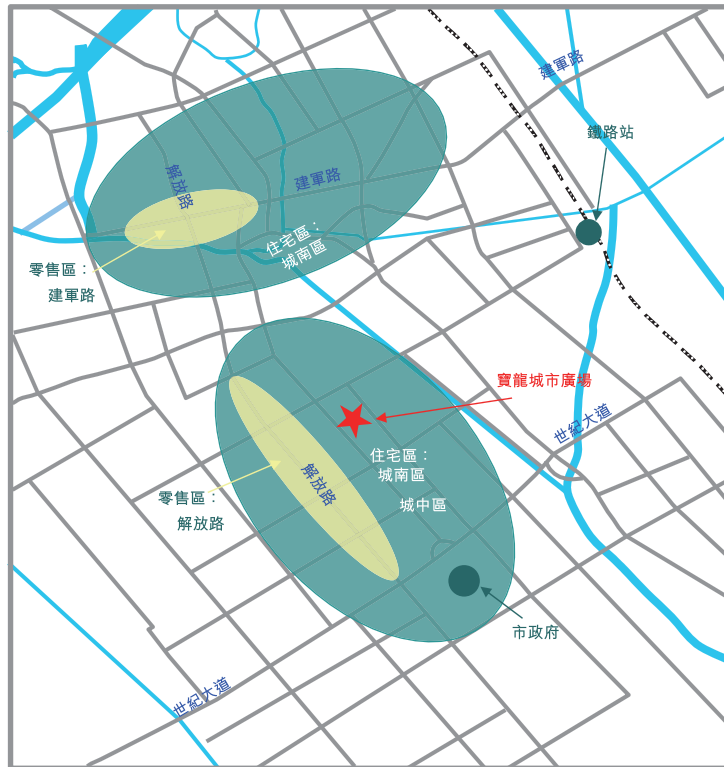 建軍路
鐵路站
解放路
建軍路
住宅區：
城南區
零售區：
建軍路
寶龍城市廣場
世紀大道
住宅區：
城南區
解放路
零售區：
解放路
城中區
市政府
世紀大道